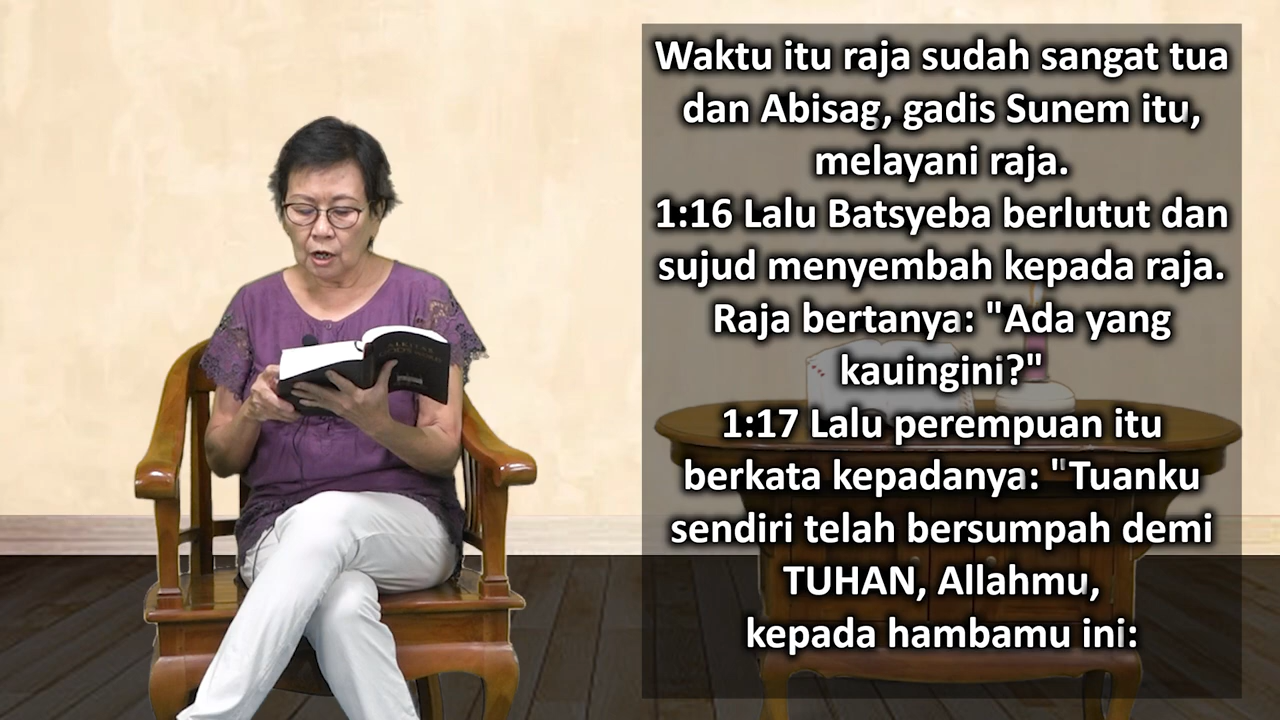 Waktu itu raja sudah sangat tua
dan Abisag, gadis Sunem itu,
melayani raja.
1:16 Lalu Batsyeba berlutut dan
sujud menyembah kepada raja.
Raja bertanya: "Ada yang
kauingini?"
1:17 Lalu perempuan itu
berkata kepadanya: "Tuanku
sendiri telah bersumpah demi
TUHAN, Allahmu,
kepada hambamu ini:
ALKITAB